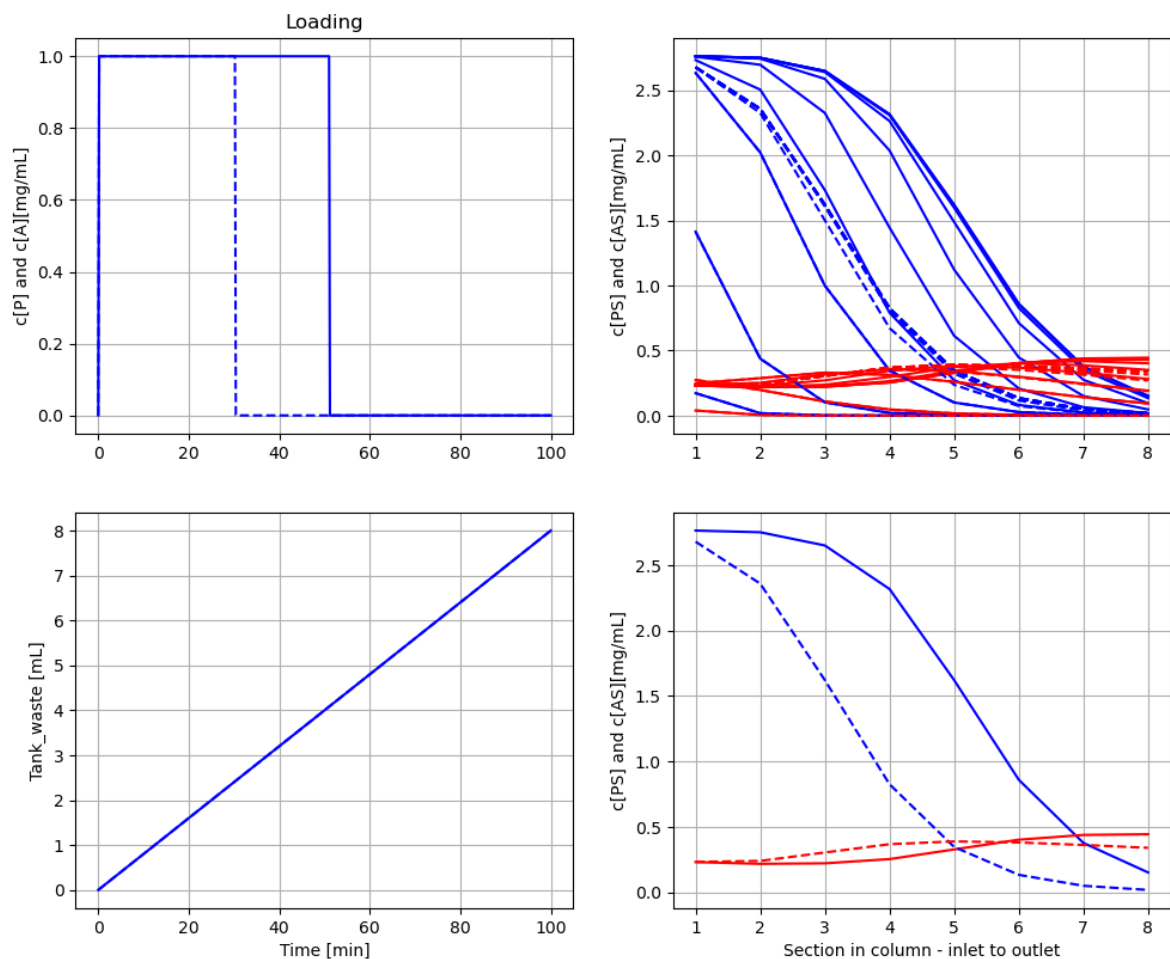 Loading
c[P] and c[A][mg/mL]
1.0
0.8
0.6
0.4
0.2
0.0
0 20 40 60 80 100
c[PS] and c[AS][mg/mL]
2.5
2.0
1.5
1.0
0.5
0.0
1 2 3 4 5 6 7 8
Tank_waste [mL]
8
7
6
5
4
3
2
1
0
0 20 40 60 80 100
Time [min]
c[PS] and c[AS][mg/mL]
2.5
2.0
1.5
1.0
0.5
0.0
1 2 3 4 5 6 7 8
Section in column - inlet to outlet